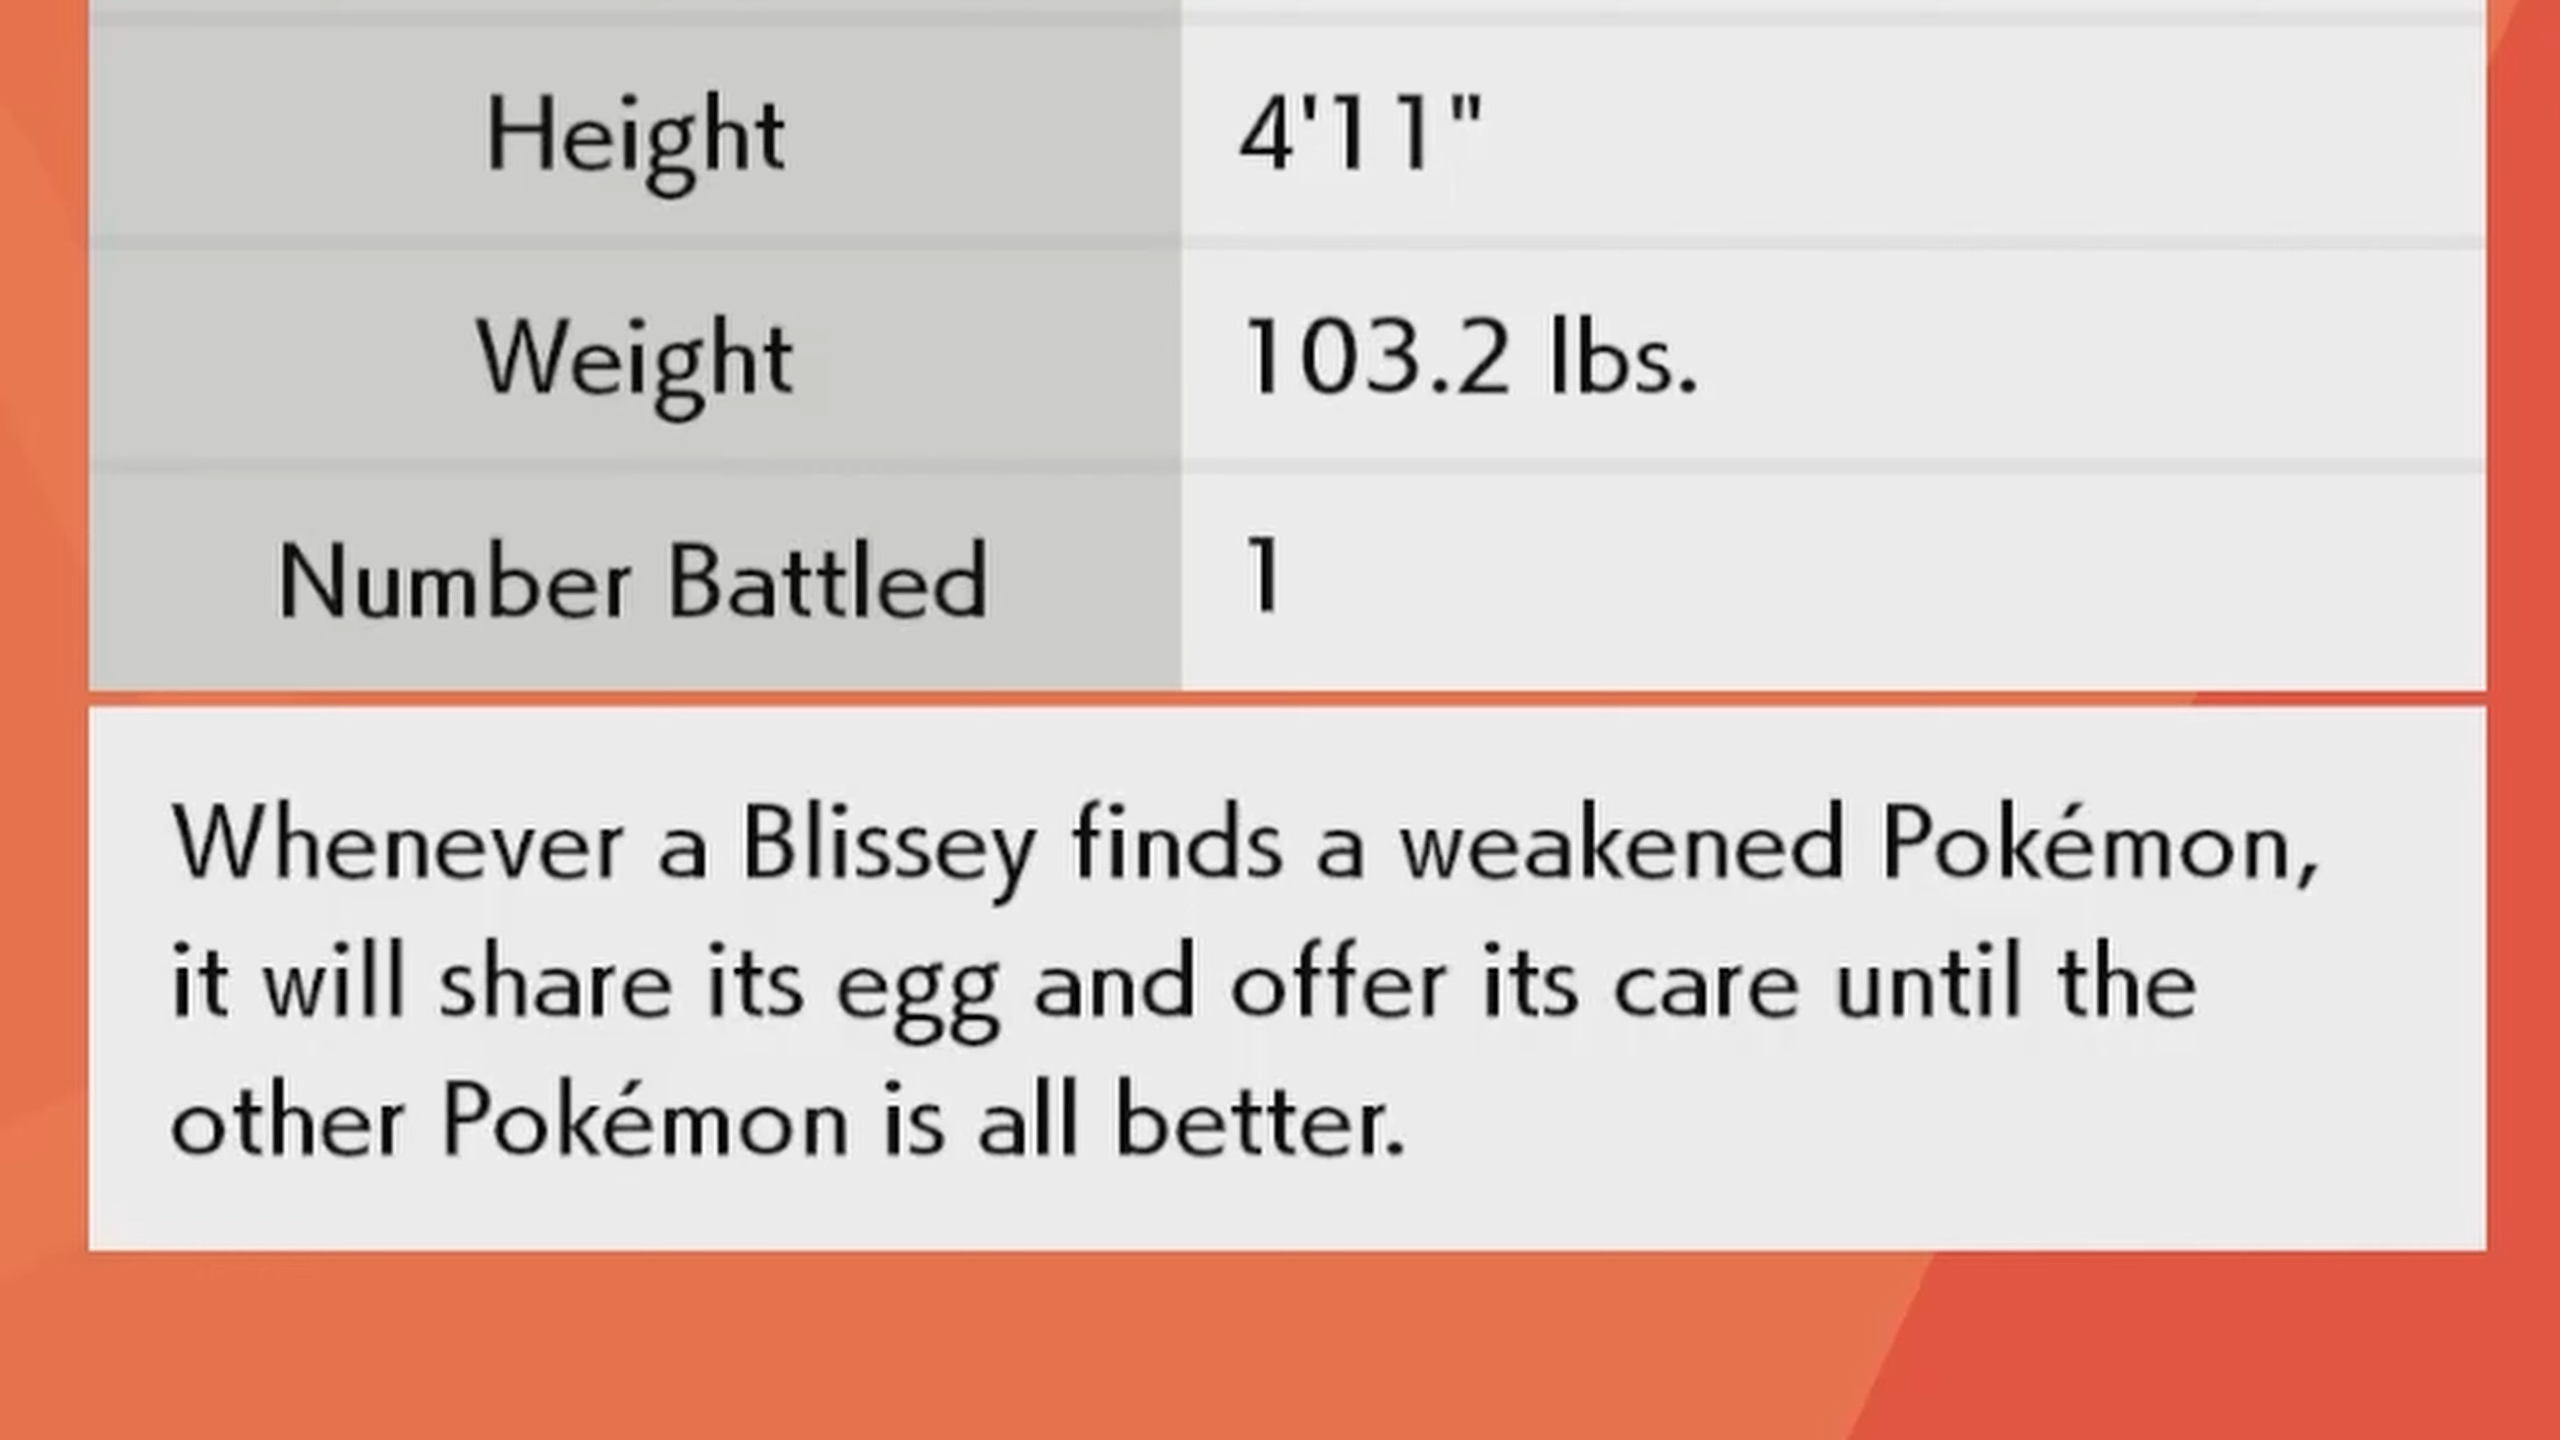 Height 4'11"
Weight 103.2 lbs.
Number Battled 1
Whenever a Blissey finds a weakened Pokémon,
it will share its egg and offer its care until the
other Pokémon is all better.